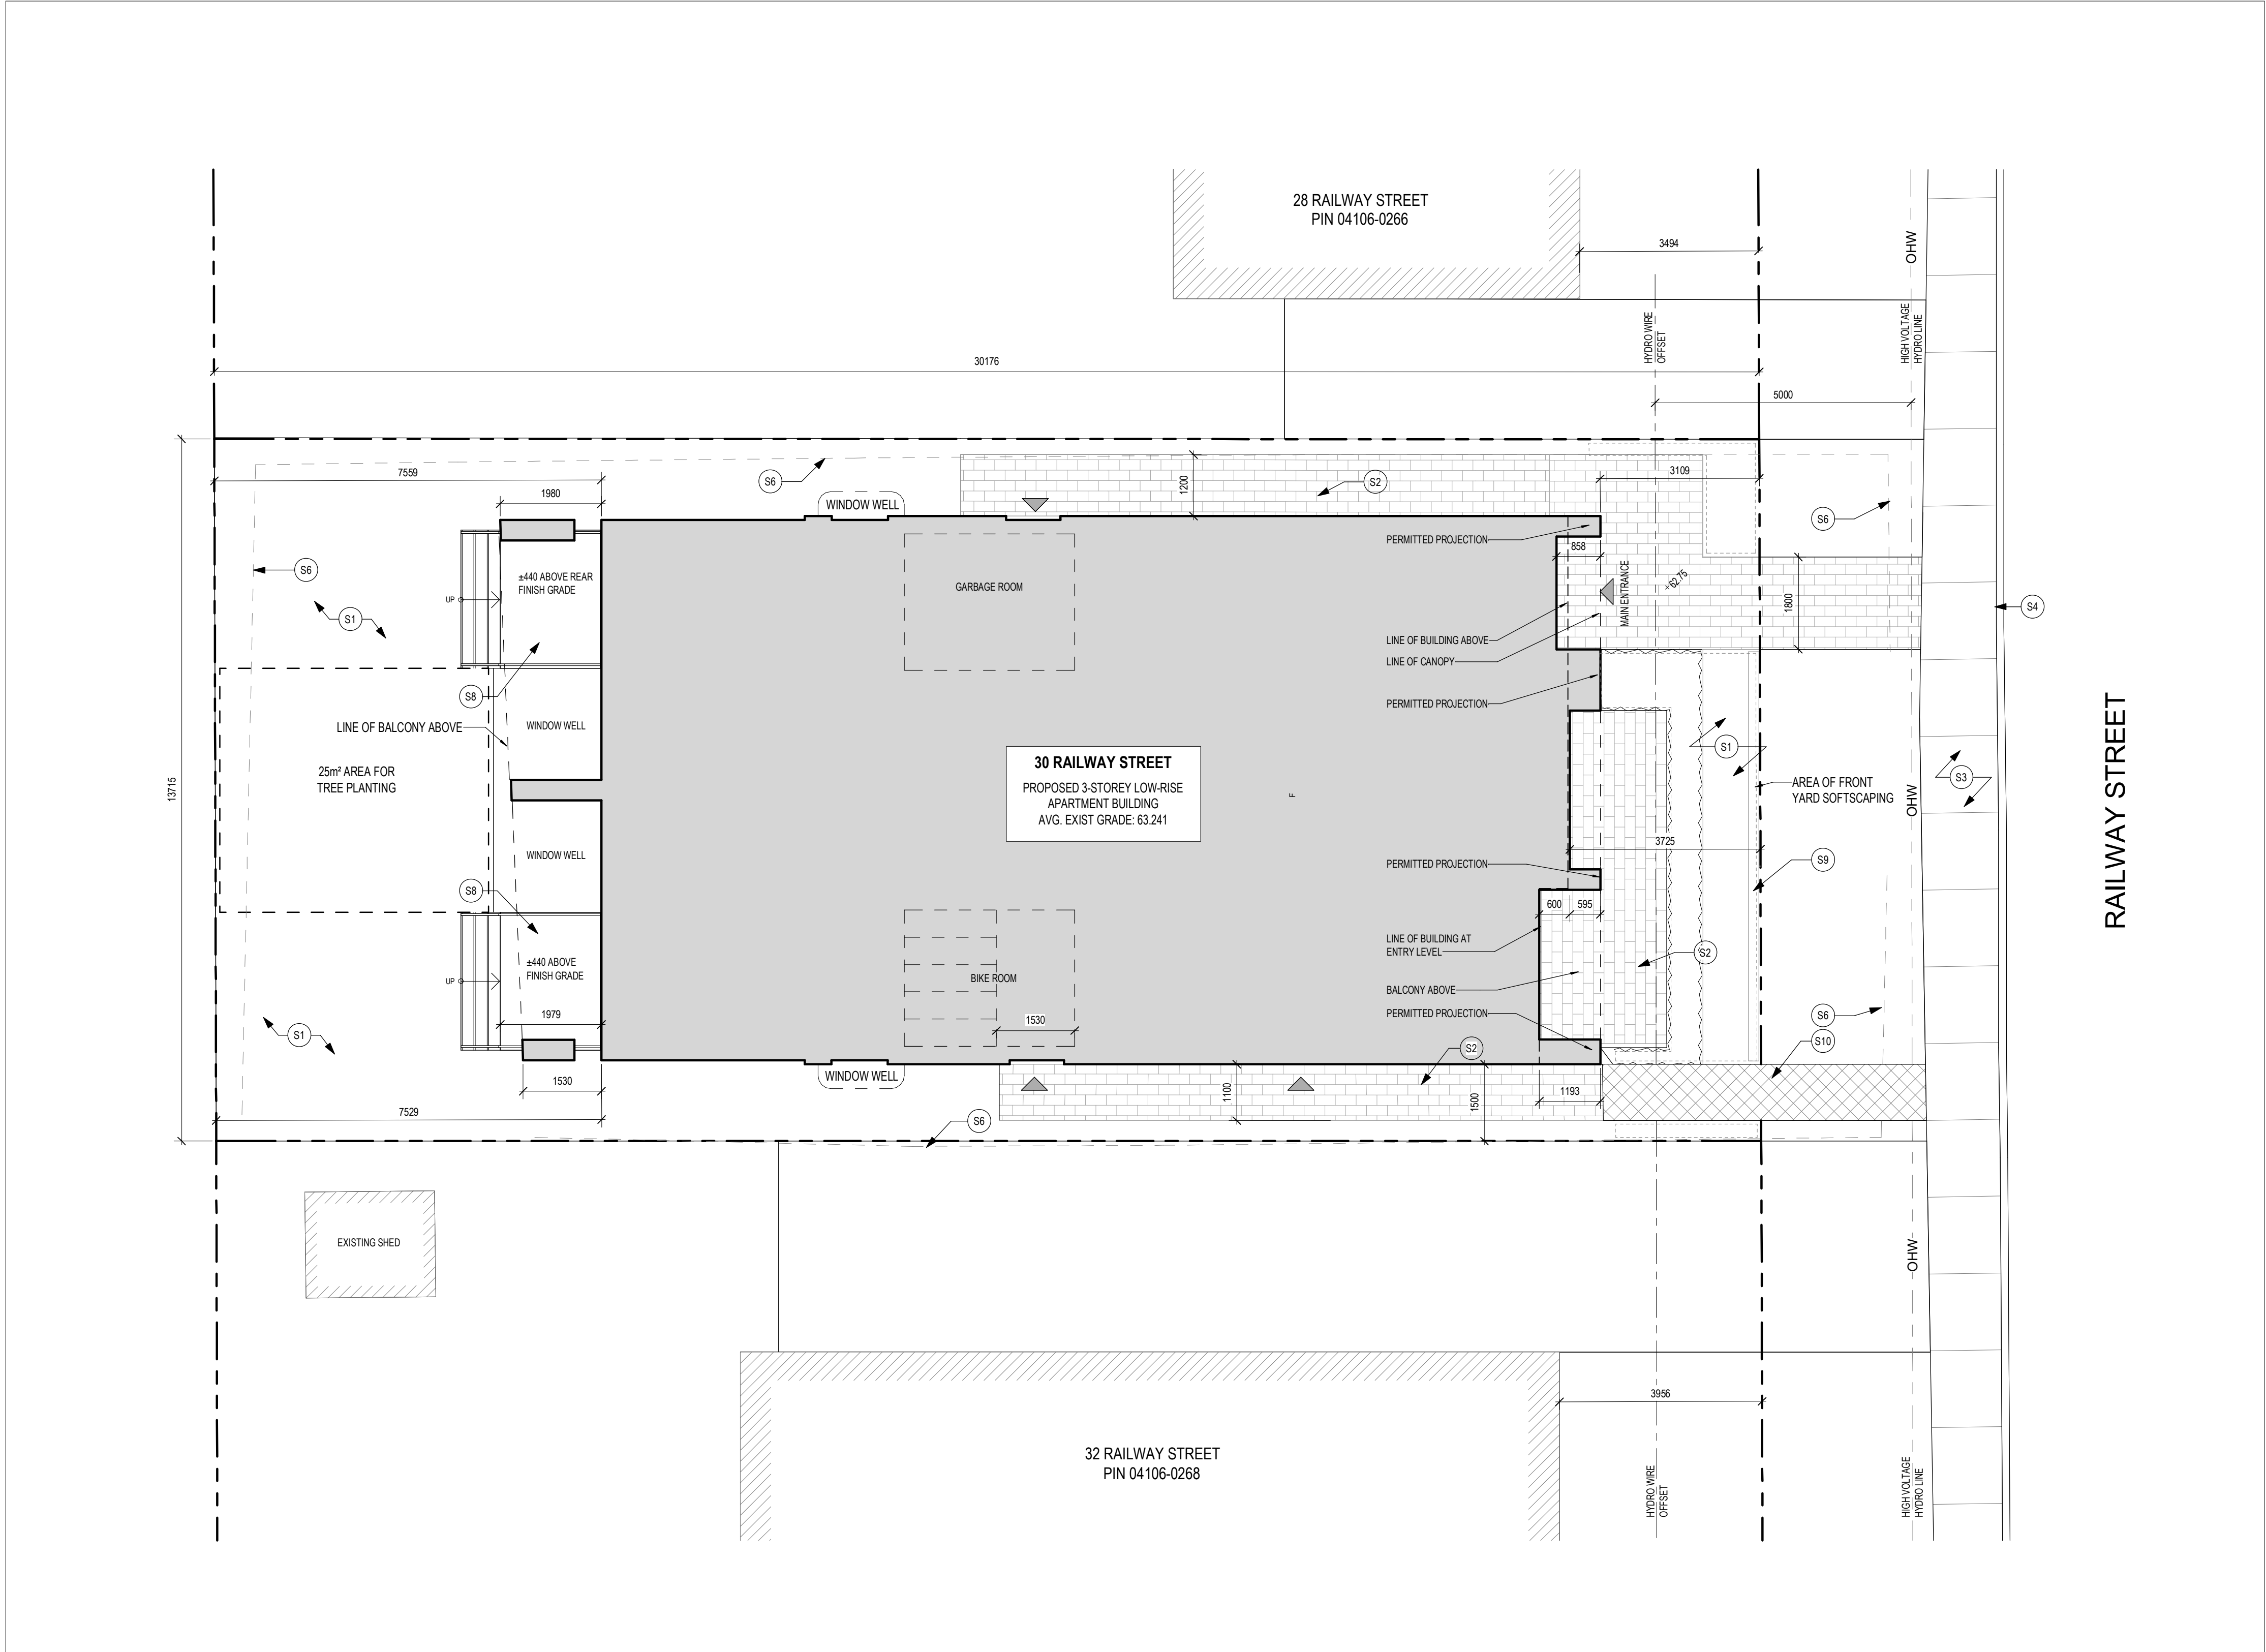 28 RAILWAY STREET
PIN 04106-0266
3494
OHW
HYDRO WIRE
OFFSET
HIGH VOLTAGE
HYDRO LINE
30176
5000
7559
1980
S6
WINDOW WELL
1200
S2
3109
S6
PERMITTED PROJECTION
858
S6
±440 ABOVE REAR
FINISH GRADE
UP
GARBAGE ROOM
MAIN ENTRANCE
+62.75
1800
S4
S1
LINE OF BUILDING ABOVE
LINE OF CANOPY
S8
PERMITTED PROJECTION
LINE OF BALCONY ABOVE
WINDOW WELL
S1
RAILWAY STREET
30 RAILWAY STREET
PROPOSED 3-STOREY LOW-RISE
APARTMENT BUILDING
AVG. EXIST GRADE: 63.241
F
25m² AREA FOR
TREE PLANTING
13715
AREA OF FRONT
YARD SOFTSCAPING
OHW
S3
3725
WINDOW WELL
PERMITTED PROJECTION
S9
S8
600
595
LINE OF BUILDING AT
ENTRY LEVEL
S2
±440 ABOVE
FINISH GRADE
UP
BIKE ROOM
BALCONY ABOVE
1979
1530
PERMITTED PROJECTION
S6
S1
S10
S2
1530
WINDOW WELL
1100
1500
1193
7529
S6
EXISTING SHED
OHW
3956
32 RAILWAY STREET
PIN 04106-0268
HYDRO WIRE
OFFSET
HIGH VOLTAGE
HYDRO LINE